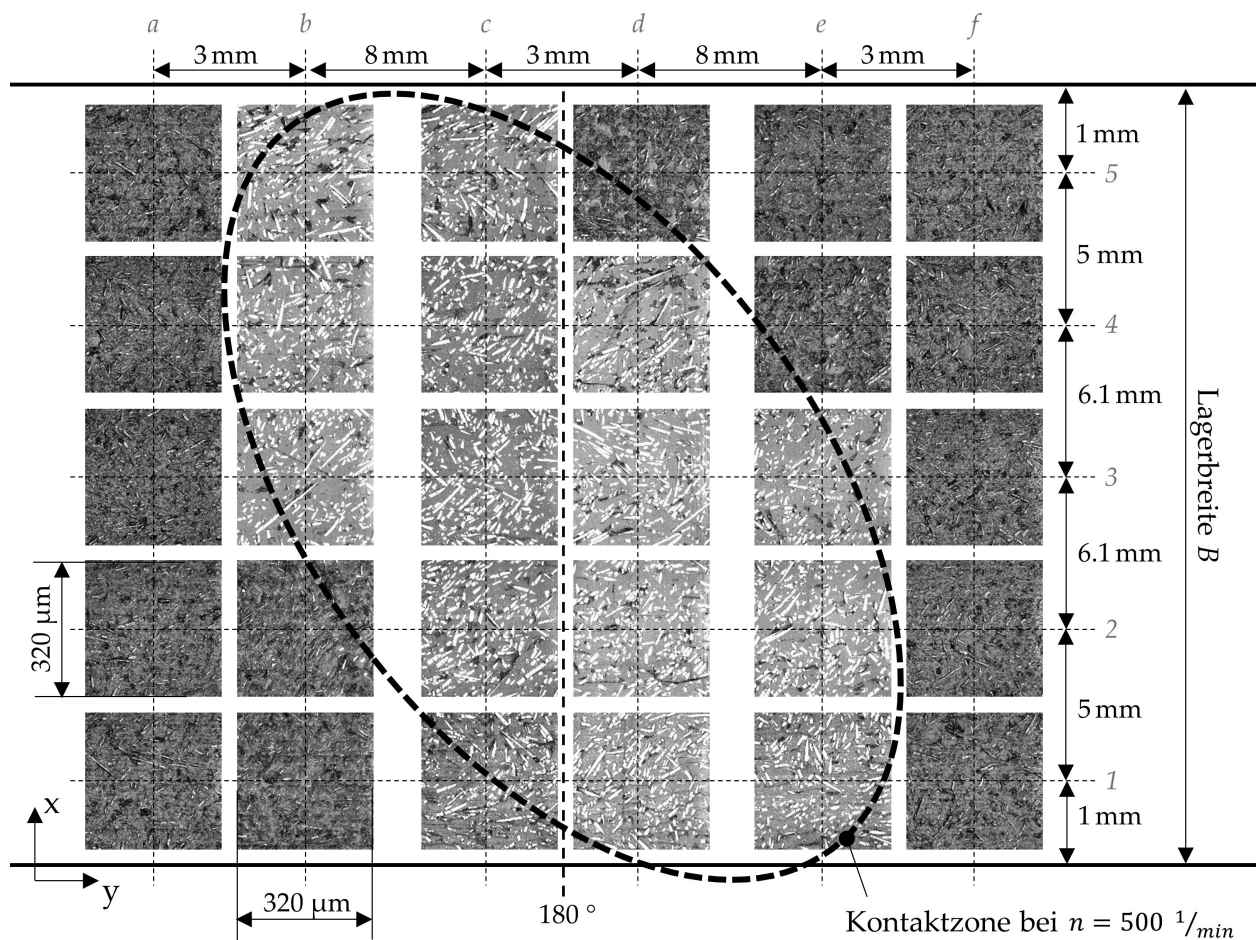 a b c d e f
3 mm 8 mm 3 mm 8 mm 3 mm
1 mm
5
5 mm
4
6.1 mm
3
Lagerbreite B
6.1 mm
320 µm
2
5 mm
1
x
1 mm
y
320 µm
180 °
Kontaktzone bei n = 500 1/min